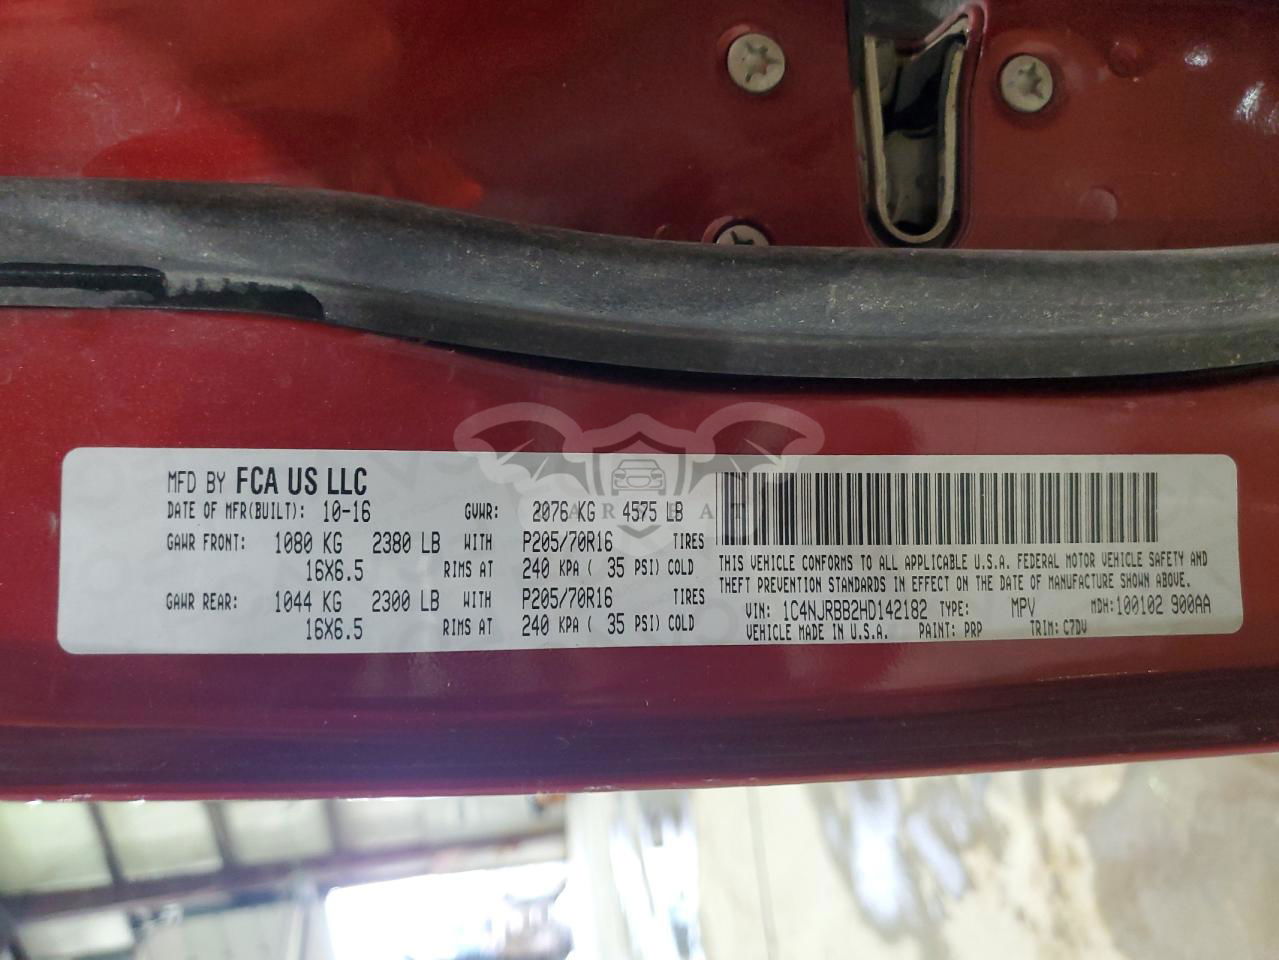 MFD BY FCA US LLC
DATE OF MFR(BUILT): 10-16 GVWR: 2076 KG 4575 LB
GAWR FRONT: 1080 KG 2380 LB WITH P205/70R16 TIRES
16X6.5 RIMS AT 240 KPA ( 35 PSI) COLD
GAWR REAR: 1044 KG 2300 LB WITH P205/70R16 TIRES
16X6.5 RIMS AT 240 KPA ( 35 PSI) COLD
THIS VEHICLE CONFORMS TO ALL APPLICABLE U.S.A. FEDERAL MOTOR VEHICLE SAFETY AND
THEFT PREVENTION STANDARDS IN EFFECT ON THE DATE OF MANUFACTURE SHOWN ABOVE.
VIN: 1C4NJRBB2HD142182 TYPE: MPV MDH: 100102 900AA
VEHICLE MADE IN U.S.A. PAINT: PRP TRIM: C7DV